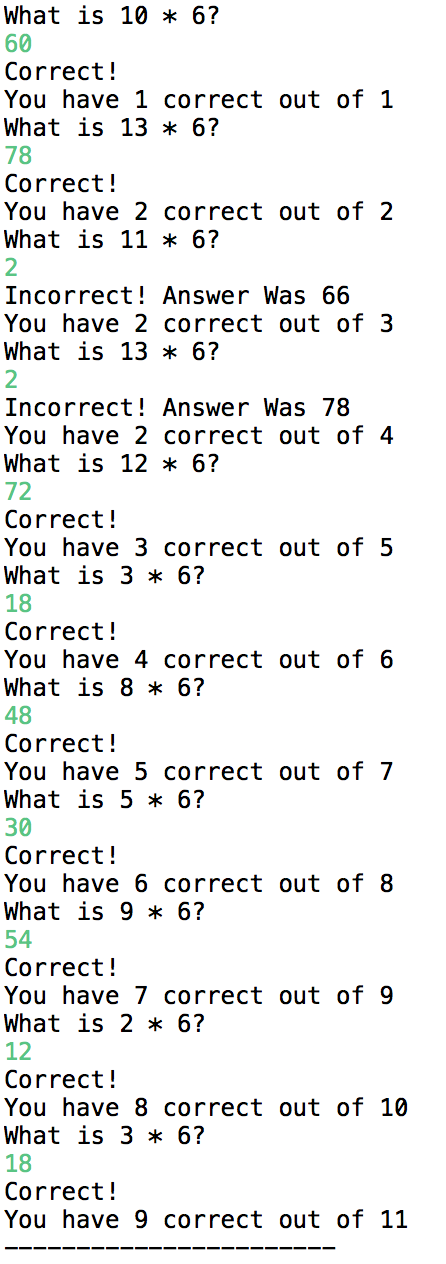 What is 10 * 6?
60
Correct!
You have 1 correct out of 1
What is 13 * 6?
78
Correct!
You have 2 correct out of 2
What is 11 * 6?
2
Incorrect! Answer Was 66
You have 2 correct out of 3
What is 13 * 6?
2
Incorrect! Answer Was 78
You have 2 correct out of 4
What is 12 * 6?
72
Correct!
You have 3 correct out of 5
What is 3 * 6?
18
Correct!
You have 4 correct out of 6
What is 8 * 6?
48
Correct!
You have 5 correct out of 7
What is 5 * 6?
30
Correct!
You have 6 correct out of 8
What is 9 * 6?
54
Correct!
You have 7 correct out of 9
What is 2 * 6?
12
Correct!
You have 8 correct out of 10
What is 3 * 6?
18
Correct!
You have 9 correct out of 11
-----------------------